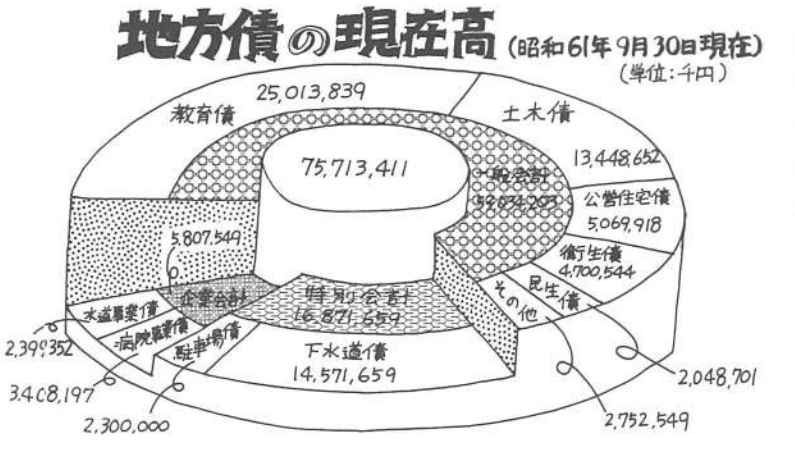 地方債の現在高（昭和61年9月30日現在）
（単位：千円）
教育債
25,013,839
土木債
13,448,652
公営住宅債
5,069,918
衛生債
4,700,544
民生債
2,048,701
その他
2,752,549
75,713,411
一般会計
53,034,203
5,807,549
企業会計
水道事業債
2,399,352
病院事業債
3,408,197
特別会計
16,871,659
駐車場債
2,300,000
下水道債
14,571,659